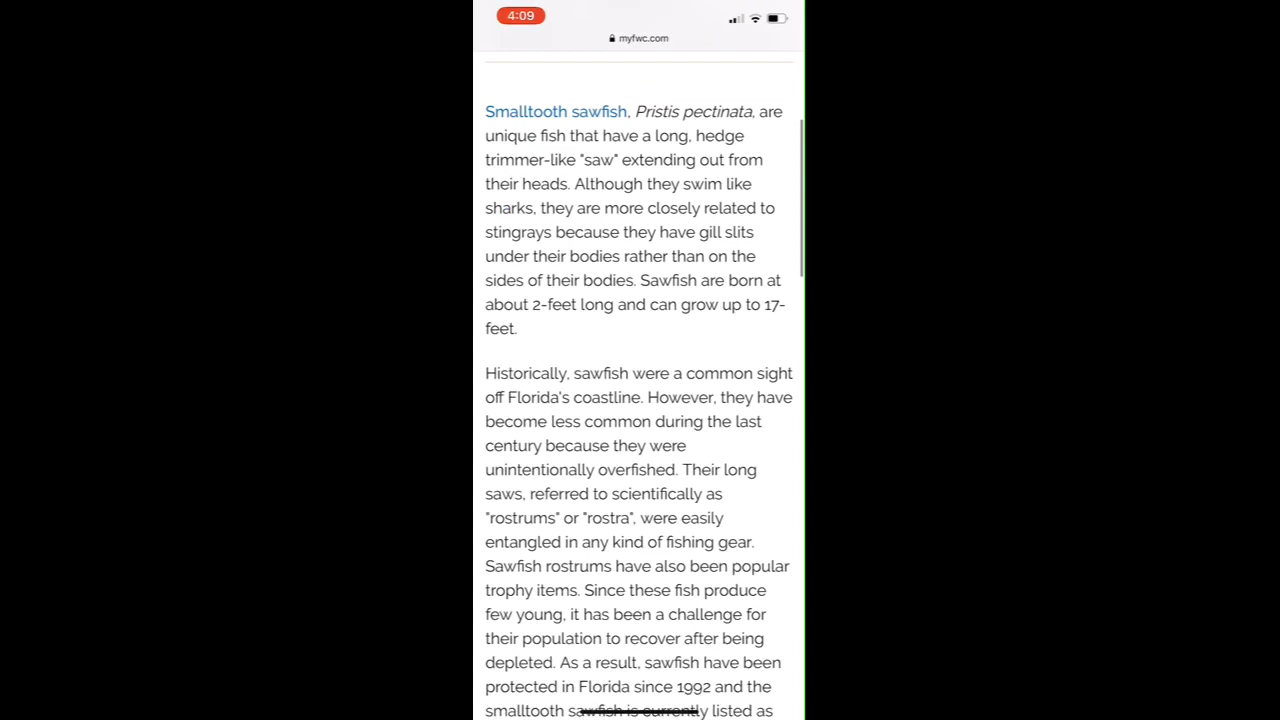 4:09
myfwc.com
Smalltooth sawfish, Pristis pectinata, are
unique fish that have a long, hedge
trimmer-like "saw" extending out from
their heads. Although they swim like
sharks, they are more closely related to
stingrays because they have gill slits
under their bodies rather than on the
sides of their bodies. Sawfish are born at
about 2-feet long and can grow up to 17-
feet.
Historically, sawfish were a common sight
off Florida's coastline. However, they have
become less common during the last
century because they were
unintentionally overfished. Their long
saws, referred to scientifically as
"rostrums" or "rostra", were easily
entangled in any kind of fishing gear.
Sawfish rostrums have also been popular
trophy items. Since these fish produce
few young, it has been a challenge for
their population to recover after being
depleted. As a result, sawfish have been
protected in Florida since 1992 and the
smalltooth sawfish is currently listed as